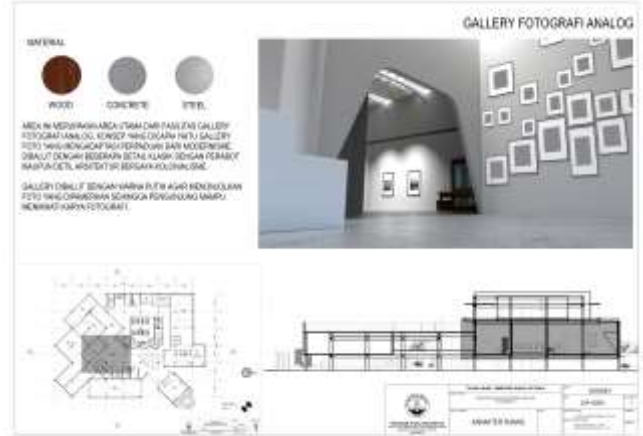 GALLERY FOTOGRAFI ANALOG
MATERIAL
WOOD CONCRETE STEEL
AREA INI MERUPAKAN AREA UTAMA DARI FASILITAS GALLERY
FOTOGRAFI ANALOG. KONSEP YANG DICAPAI YAITU GALLERY
FOTO YANG MENGADAPTASI PERPADUAN DARI MODERNISME
DIBALUT DENGAN BEBERAPA DETAIL KLASIK DENGAN PERABOT
MAUPUN DETIL ARSITEKTUR BERGAYA KOLONIALISME.
GALLERY DIBALUT DENGAN WARNA PUTIH AGAR MENONJOLKAN
FOTO YANG DIPAMERKAN SEHINGGA PENGUNJUNG MAMPU
MENIKMATI KARYA FOTOGRAFI.
KARAKTER RUANG